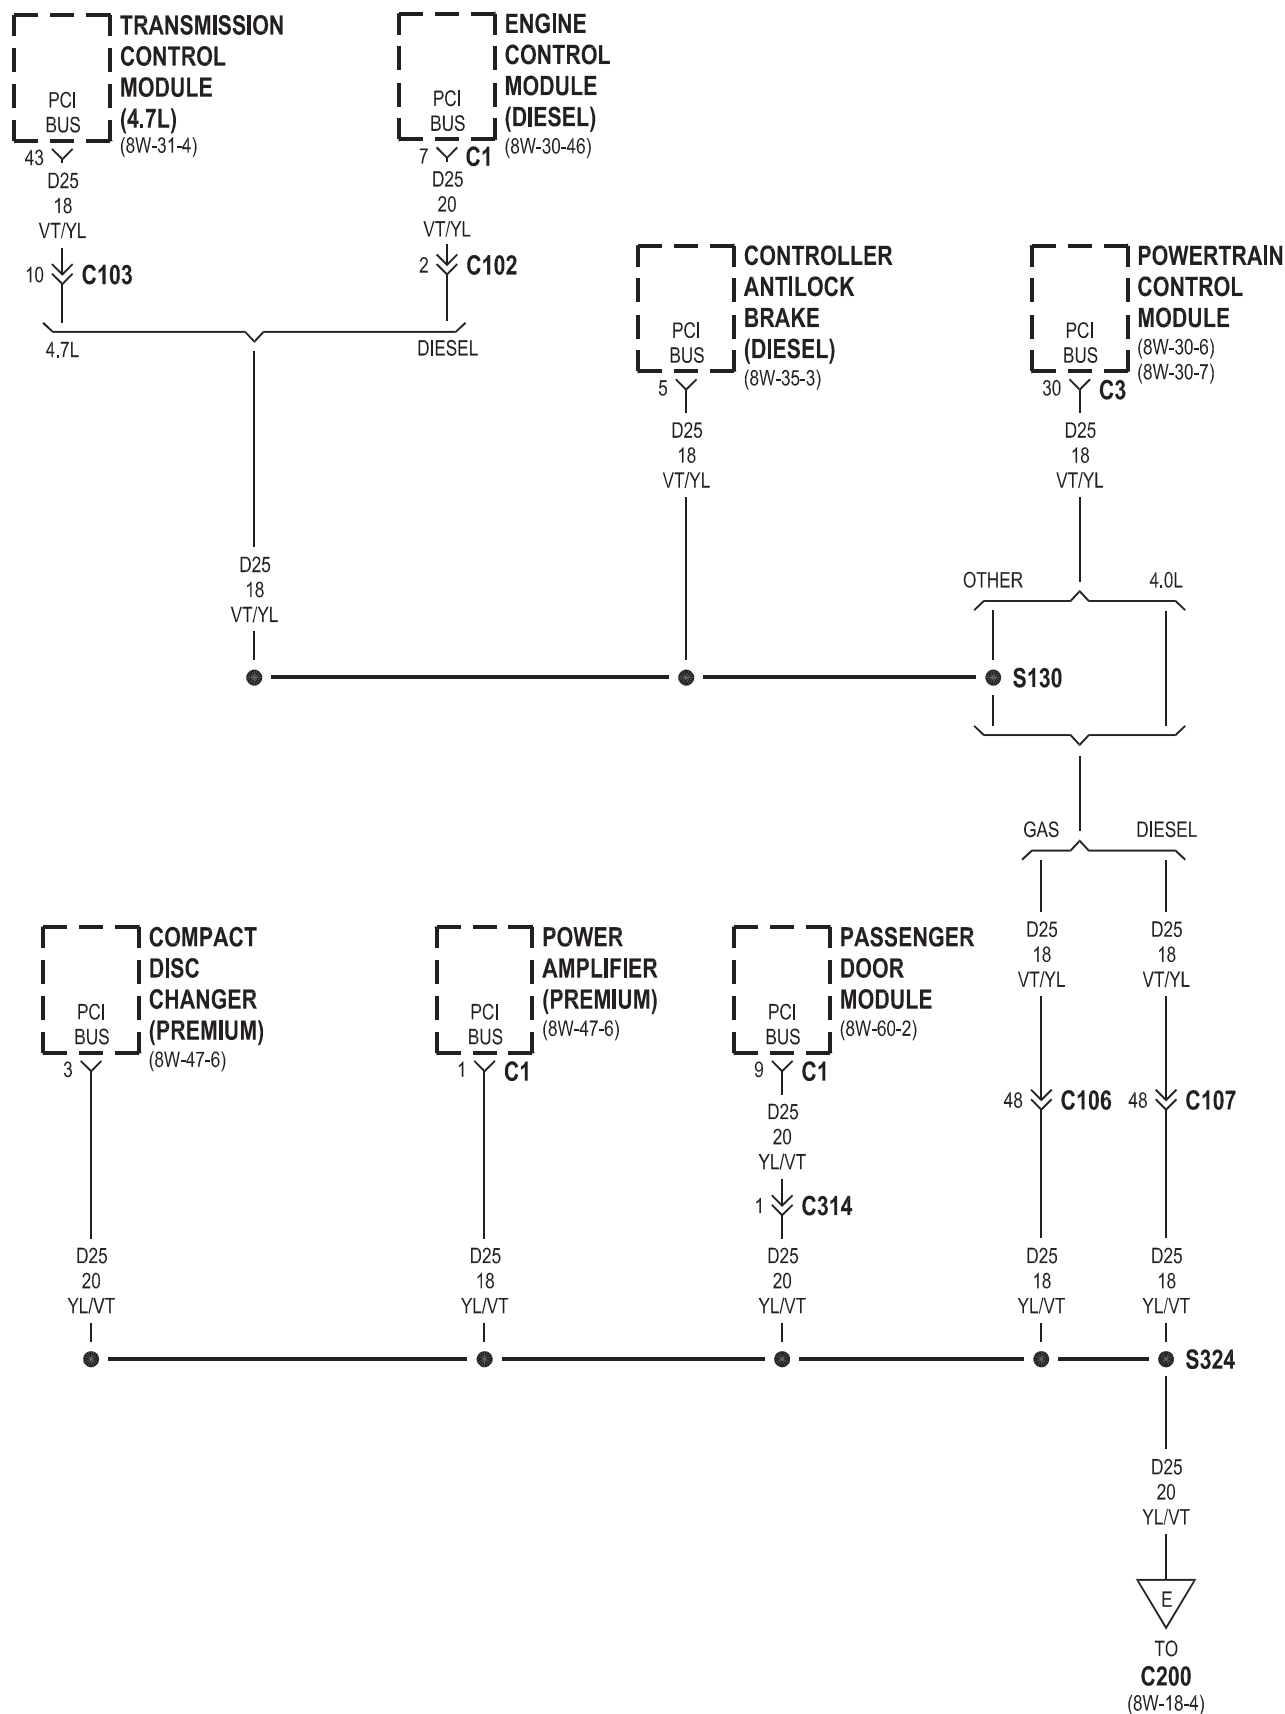 TRANSMISSION
CONTROL
MODULE
(4.7L)
(8W-31-4)
PCI
BUS
43
D25
18
VT/YL
10
C103
4.7L
ENGINE
CONTROL
MODULE
(DIESEL)
(8W-30-46)
PCI
BUS
7
C1
D25
20
VT/YL
2
C102
DIESEL
D25
18
VT/YL
CONTROLLER
ANTILOCK
BRAKE
(DIESEL)
(8W-35-3)
PCI
BUS
5
D25
18
VT/YL
POWERTRAIN
CONTROL
MODULE
(8W-30-6)
(8W-30-7)
PCI
BUS
30
C3
D25
18
VT/YL
OTHER
4.0L
S130
GAS
DIESEL
D25
18
VT/YL
D25
18
VT/YL
48
C106
48
C107
COMPACT
DISC
CHANGER
(PREMIUM)
(8W-47-6)
PCI
BUS
3
D25
20
YL/VT
POWER
AMPLIFIER
(PREMIUM)
(8W-47-6)
PCI
BUS
1
C1
D25
18
YL/VT
PASSENGER
DOOR
MODULE
(8W-60-2)
PCI
BUS
9
C1
D25
20
YL/VT
1
C314
D25
20
YL/VT
D25
18
YL/VT
D25
18
YL/VT
S324
D25
20
YL/VT
E
TO
C200
(8W-18-4)